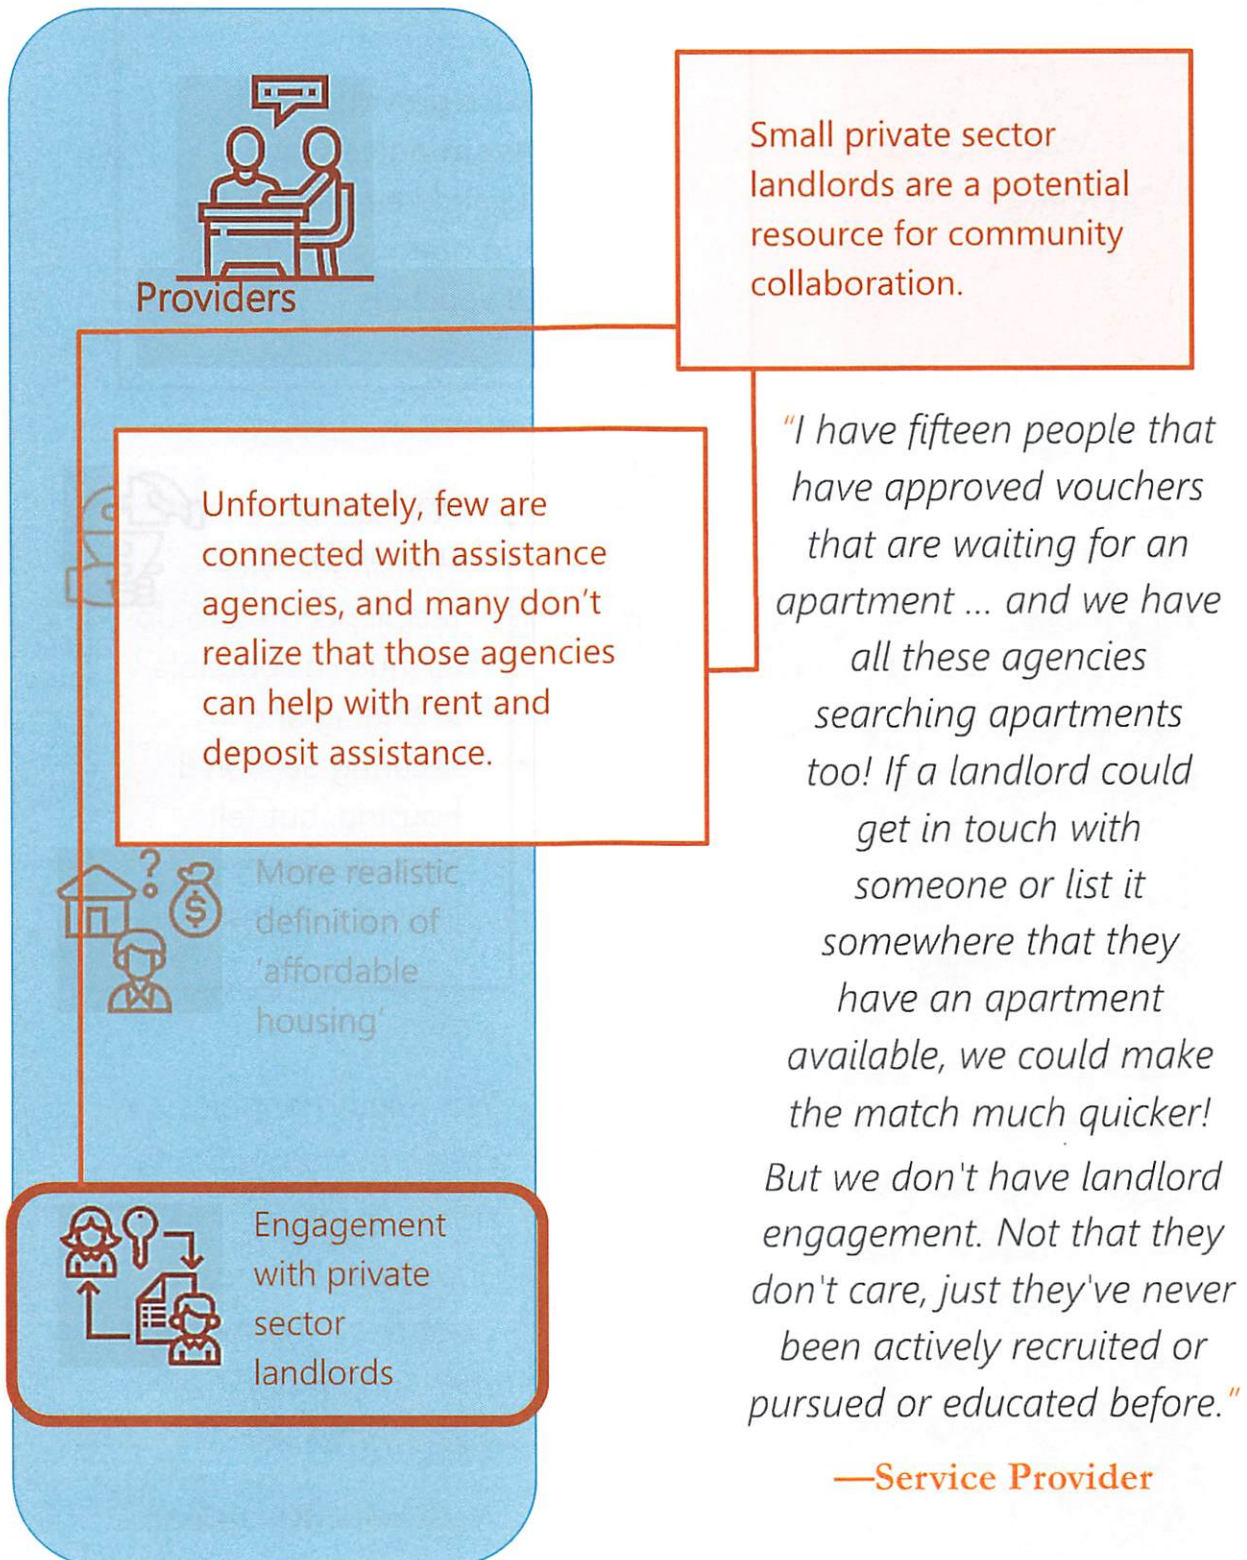 Providers
Small private sector
landlords are a potential
resource for community
collaboration.
Unfortunately, few are
connected with assistance
agencies, and many don't
realize that those agencies
can help with rent and
deposit assistance.
"I have fifteen people that
have approved vouchers
that are waiting for an
apartment ... and we have
all these agencies
searching apartments
too! If a landlord could
get in touch with
someone or list it
somewhere that they
have an apartment
available, we could make
the match much quicker!
But we don't have landlord
engagement. Not that they
don't care, just they've never
been actively recruited or
pursued or educated before."
—Service Provider
More realistic
definition of
'affordable
housing'
Engagement
with private
sector
landlords